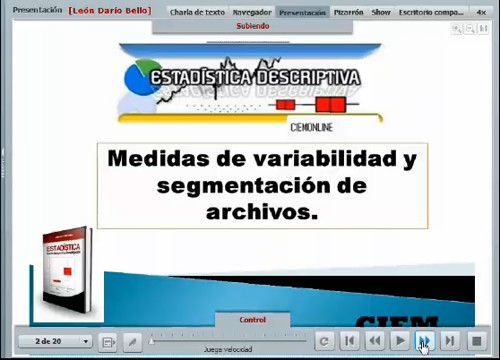 Presentación [León Darío Bello] Charla de texto Navegador Presentación Pizarrón Show Escritorio compa... 4x
Subiendo
ESTADÍSTICA DESCRIPTIVA
CIEMONLINE
Medidas de variabilidad y
segmentación de
archivos.
ESTADÍSTICA
CIEM
Control
2 de 20
Juega velocidad